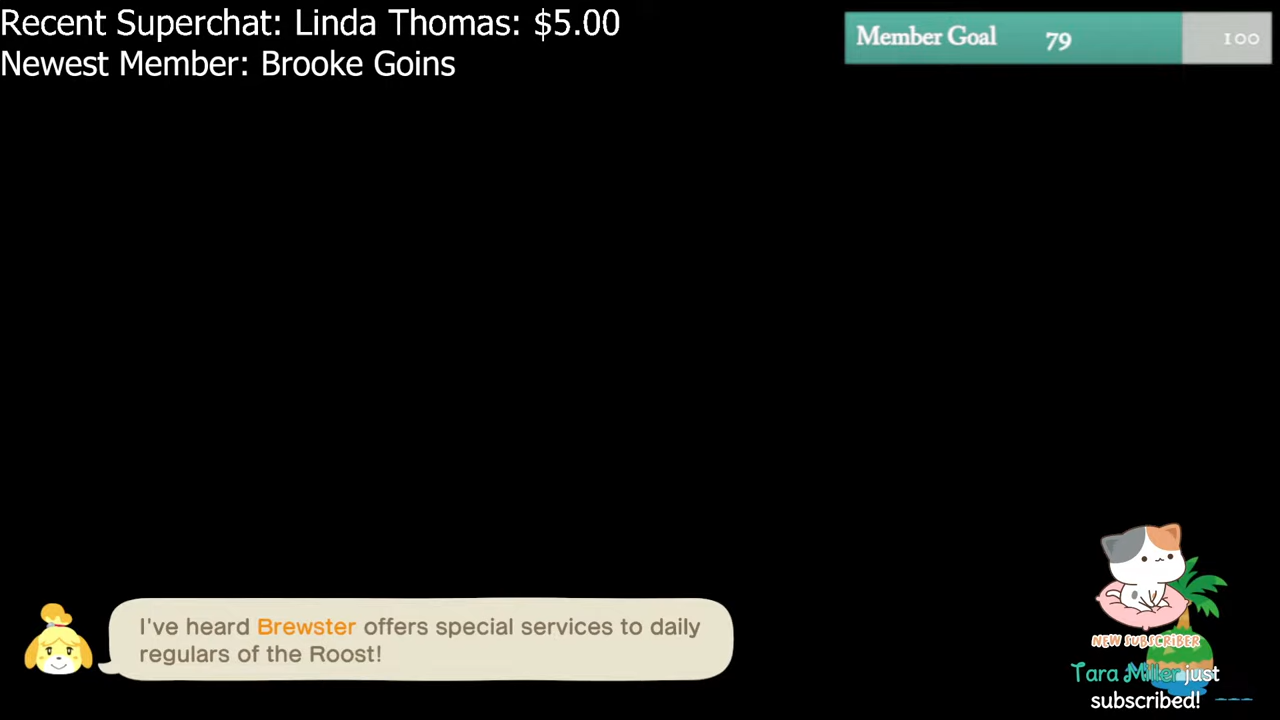 Recent Superchat: Linda Thomas: $5.00
Newest Member: Brooke Goins
Member Goal 79 100
I've heard Brewster offers special services to daily
regulars of the Roost!
NEW SUBSCRIBER
Tara Miller just
subscribed!